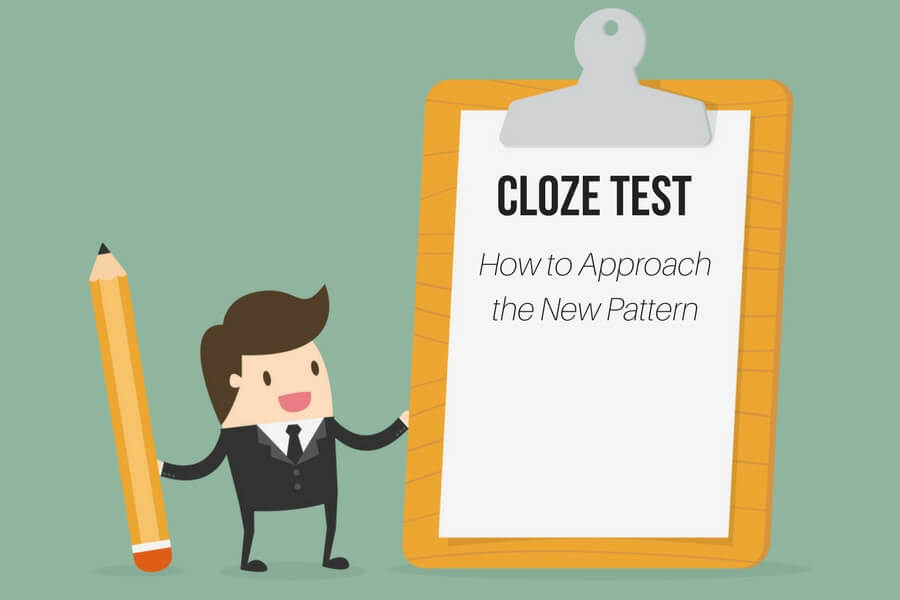 CLOZE TEST
How to Approach
the New Pattern